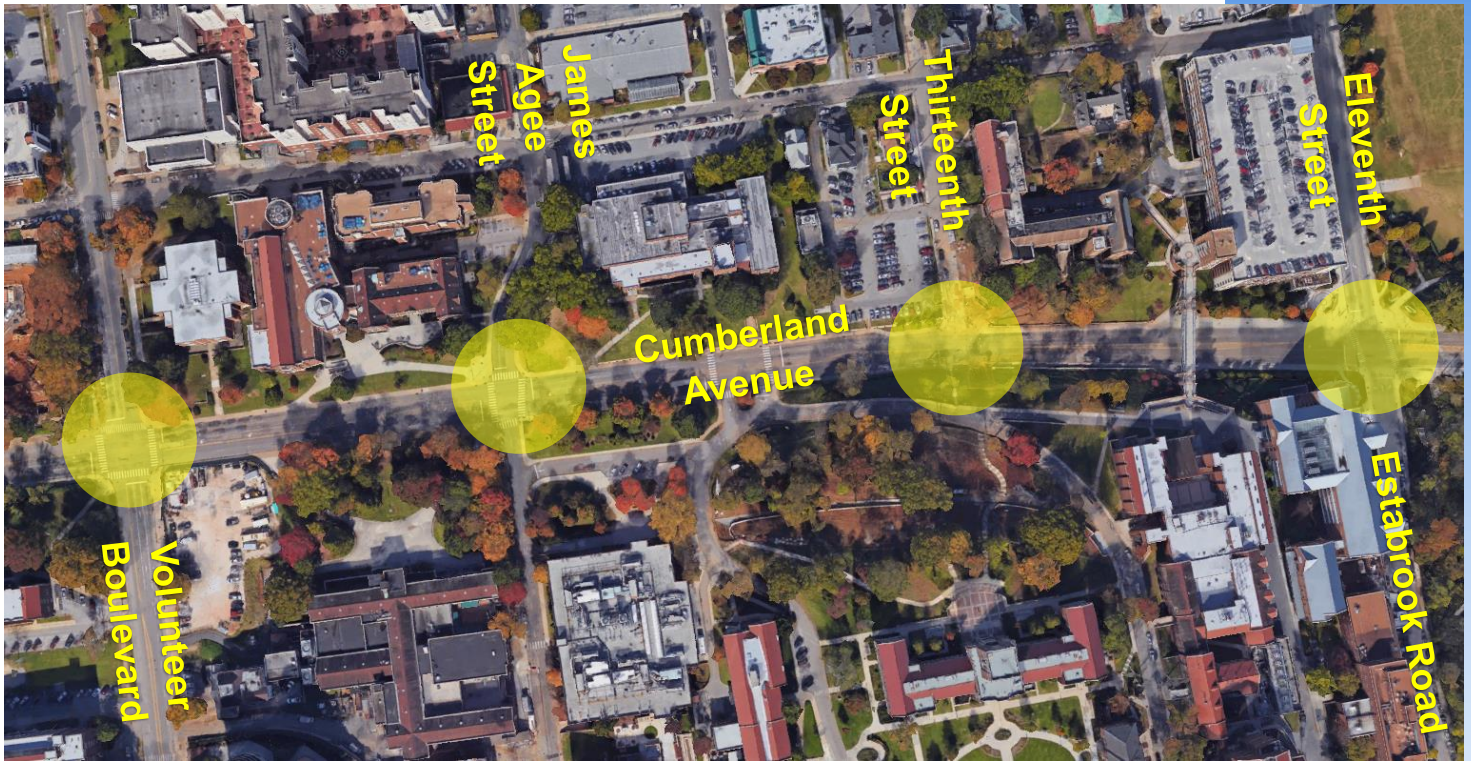 James
Agee
Street
Thirteenth
Street
Eleventh
Street
Cumberland
Avenue
Volunteer
Boulevard
Estabrook Road